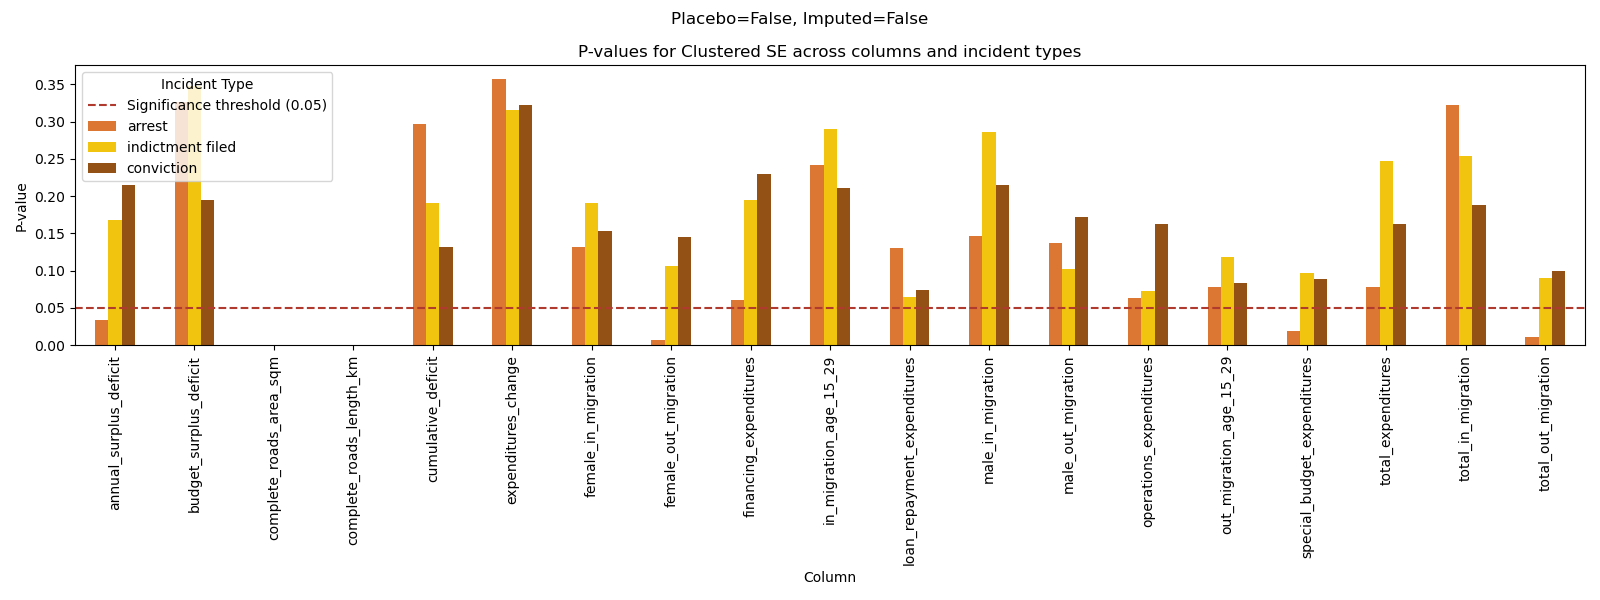 Placebo=False, Imputed=False
P-values for Clustered SE across columns and incident types
Incident Type
Significance threshold (0.05)
arrest
indictment filed
conviction
P-value
0.35
0.30
0.25
0.20
0.15
0.10
0.05
0.00
annual_surplus_deficit
budget_surplus_deficit
complete_roads_area_sqm
complete_roads_length_km
cumulative_deficit
expenditures_change
female_in_migration
female_out_migration
financing_expenditures
in_migration_age_15_29
loan_repayment_expenditures
male_in_migration
male_out_migration
operations_expenditures
out_migration_age_15_29
special_budget_expenditures
total_expenditures
total_in_migration
total_out_migration
Column